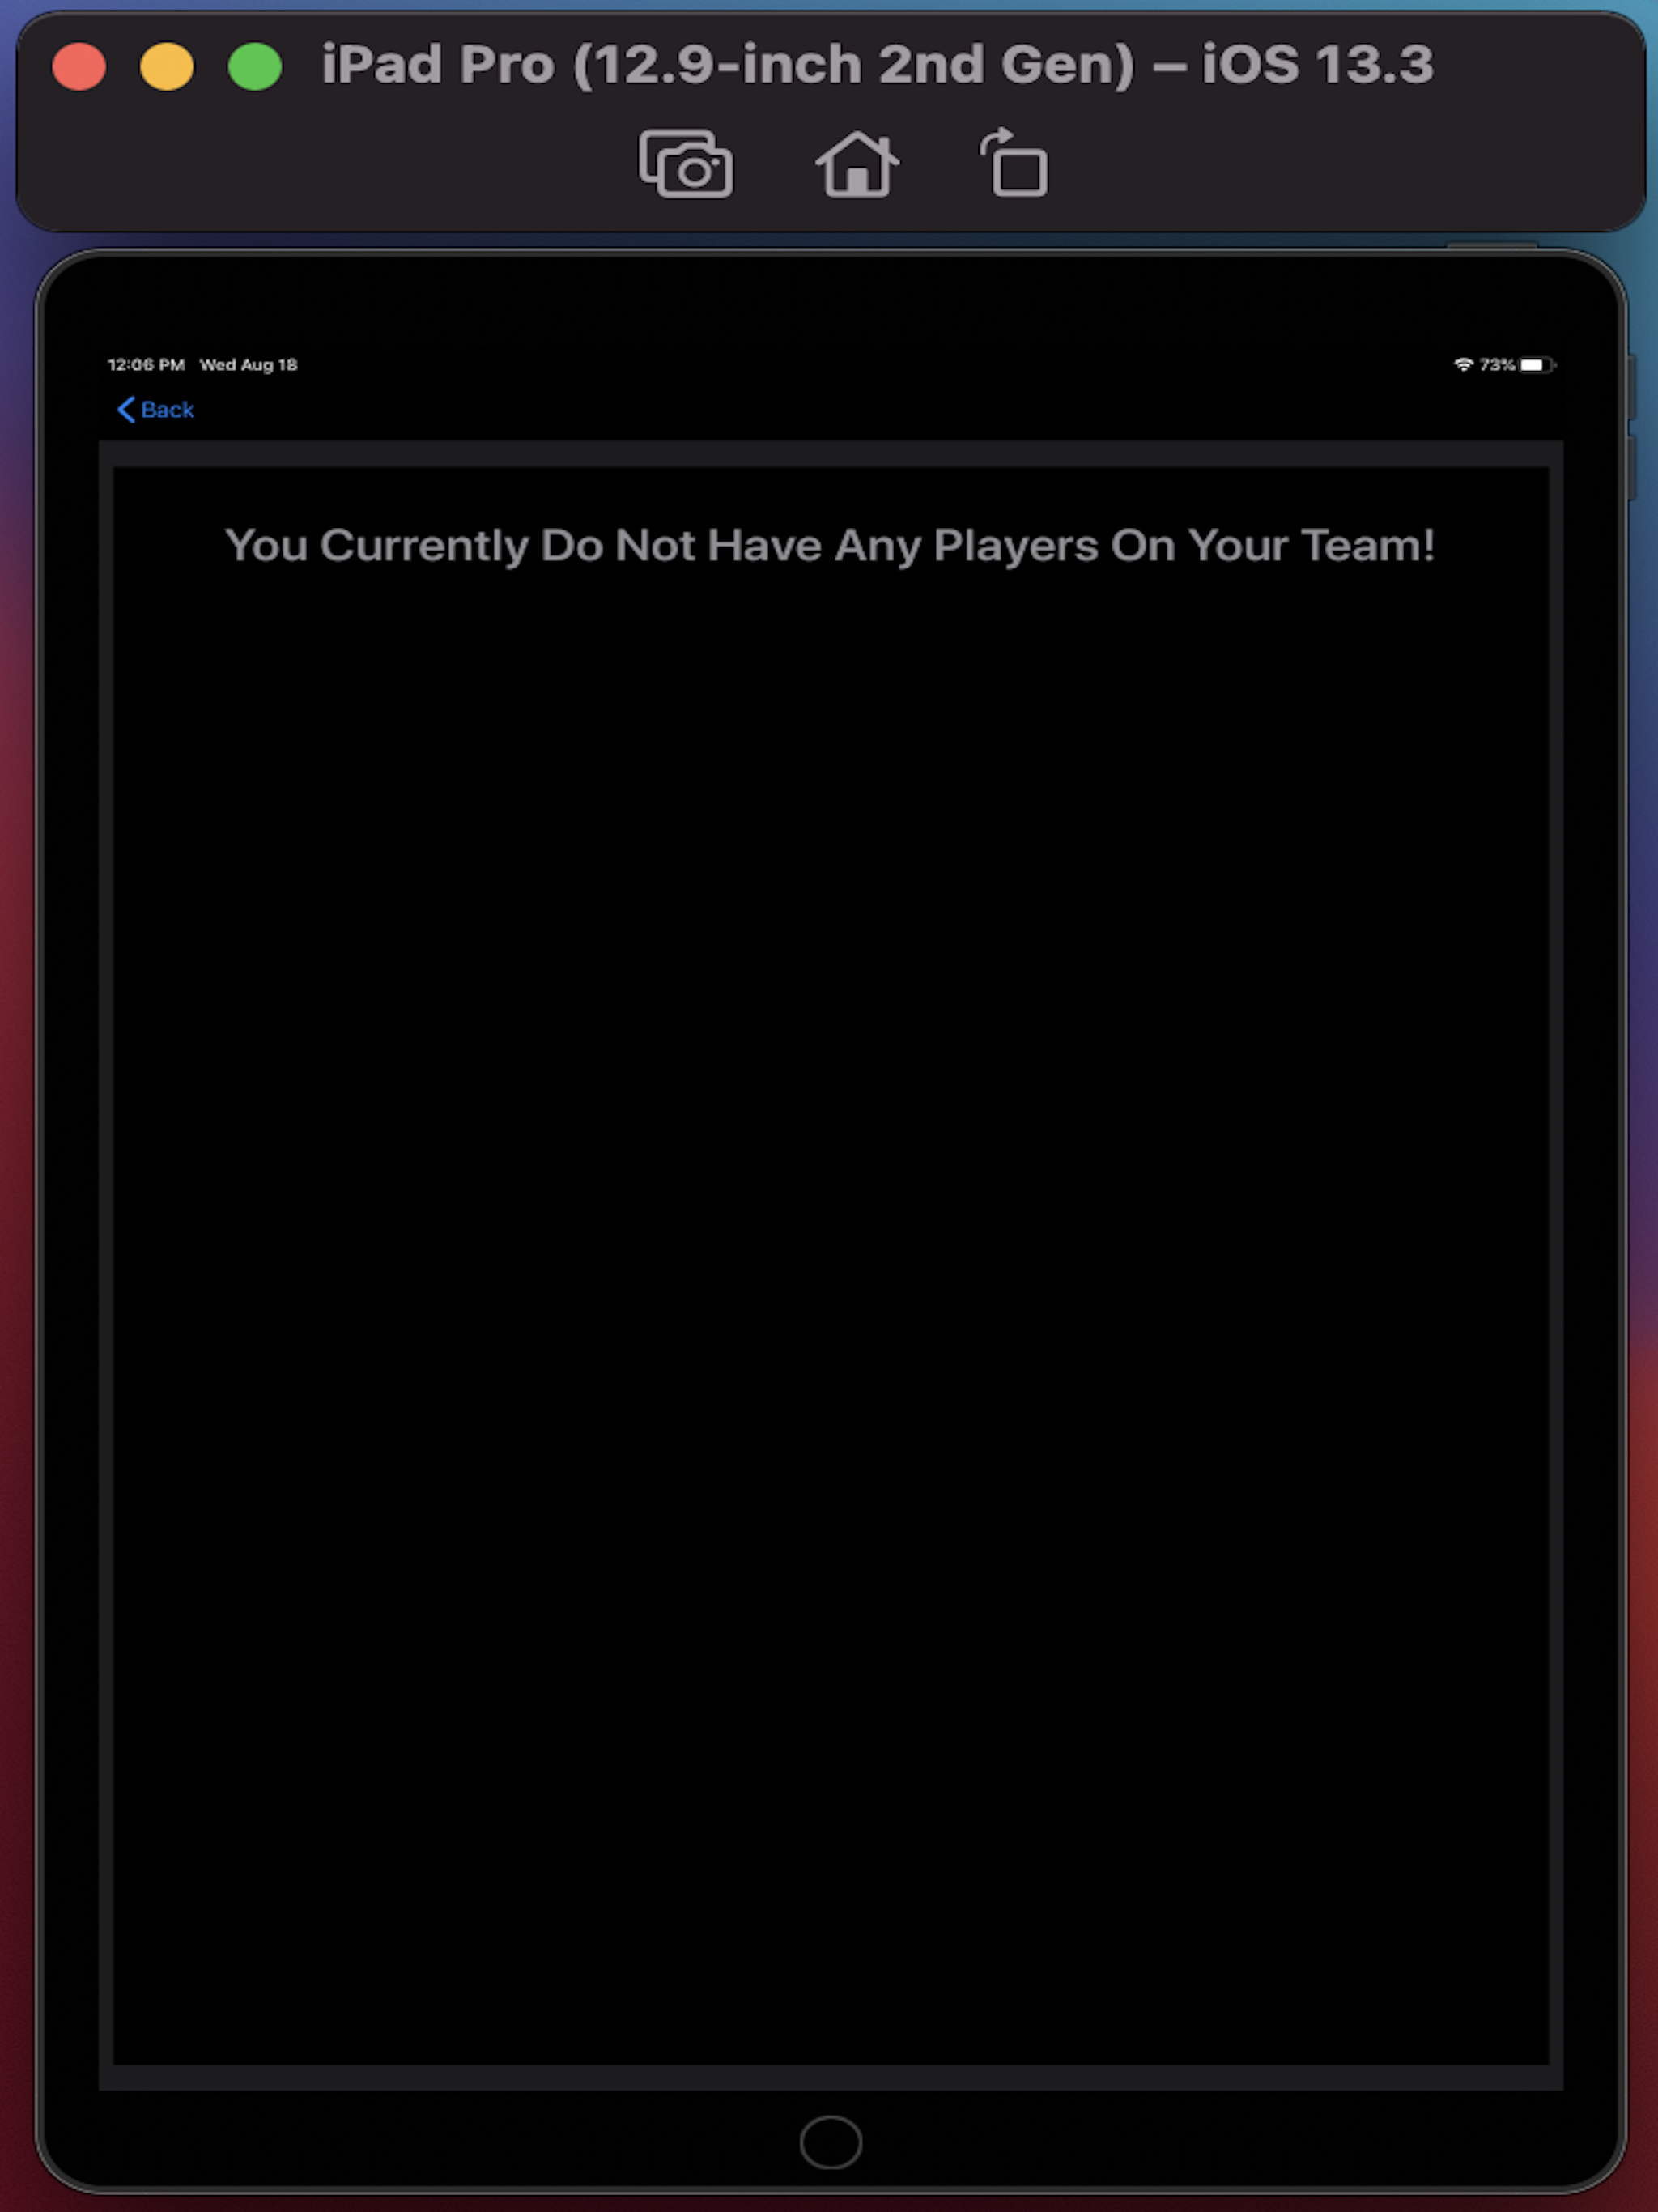 iPad Pro (12.9-inch 2nd Gen) – iOS 13.3
12:06 PM Wed Aug 18 73%
Back
You Currently Do Not Have Any Players On Your Team!